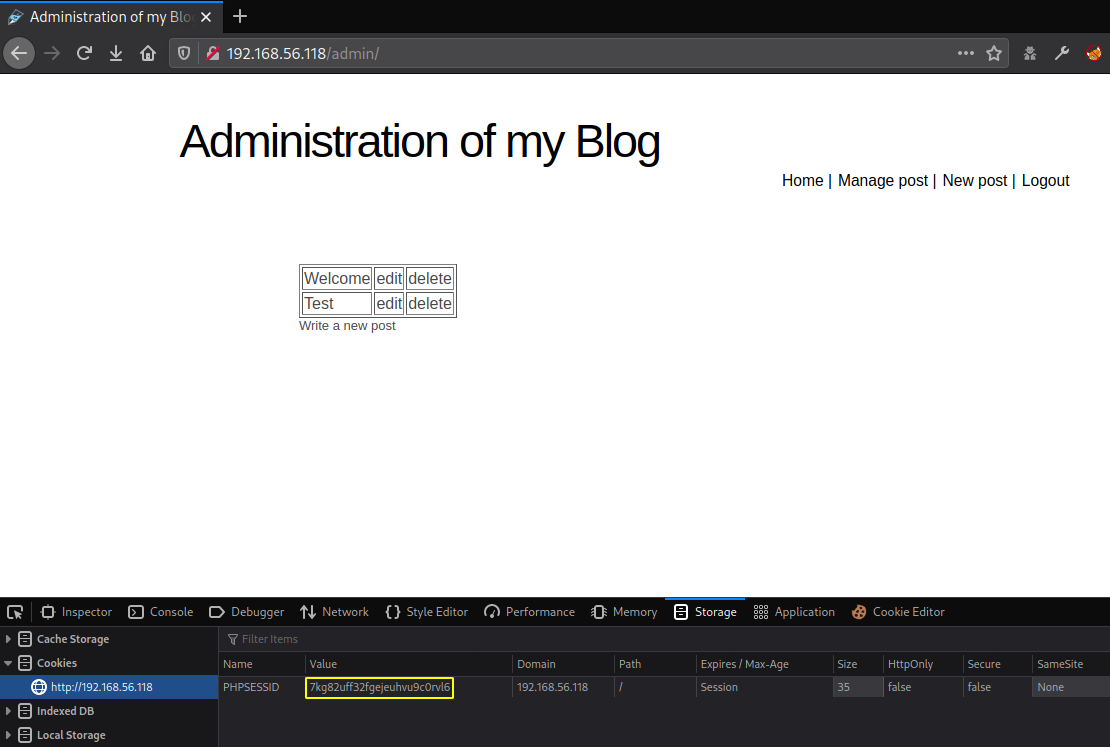 Administration of my Blo
192.168.56.118/admin/
Administration of my Blog
Home | Manage post | New post | Logout
Welcome edit delete
Test edit delete
Write a new post
Inspector Console Debugger Network Style Editor Performance Memory Storage Application Cookie Editor
Cache Storage
Cookies
http://192.168.56.118
Indexed DB
Local Storage
Filter Items
Name Value Domain Path Expires / Max-Age Size HttpOnly Secure SameSite
PHPSESSID 7kg82uff32fgejeuhvu9c0rvl6 192.168.56.118 / Session 35 false false None